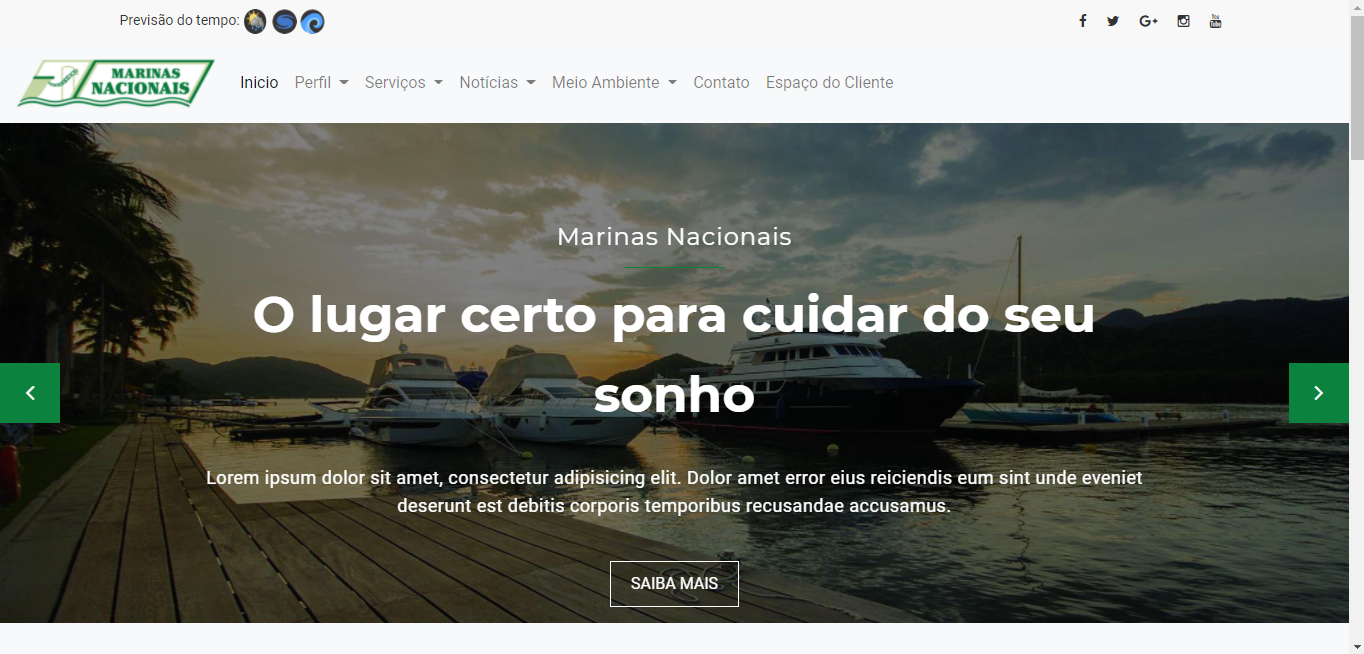 Previsão do tempo:
MARINAS
NACIONAIS
Inicio Perfil Serviços Notícias Meio Ambiente Contato Espaço do Cliente
Marinas Nacionais
O lugar certo para cuidar do seu
sonho
Lorem ipsum dolor sit amet, consectetur adipisicing elit. Dolor amet error eius reiciendis eum sint unde eveniet
deserunt est debitis corporis temporibus recusandae accusamus.
SAIBA MAIS